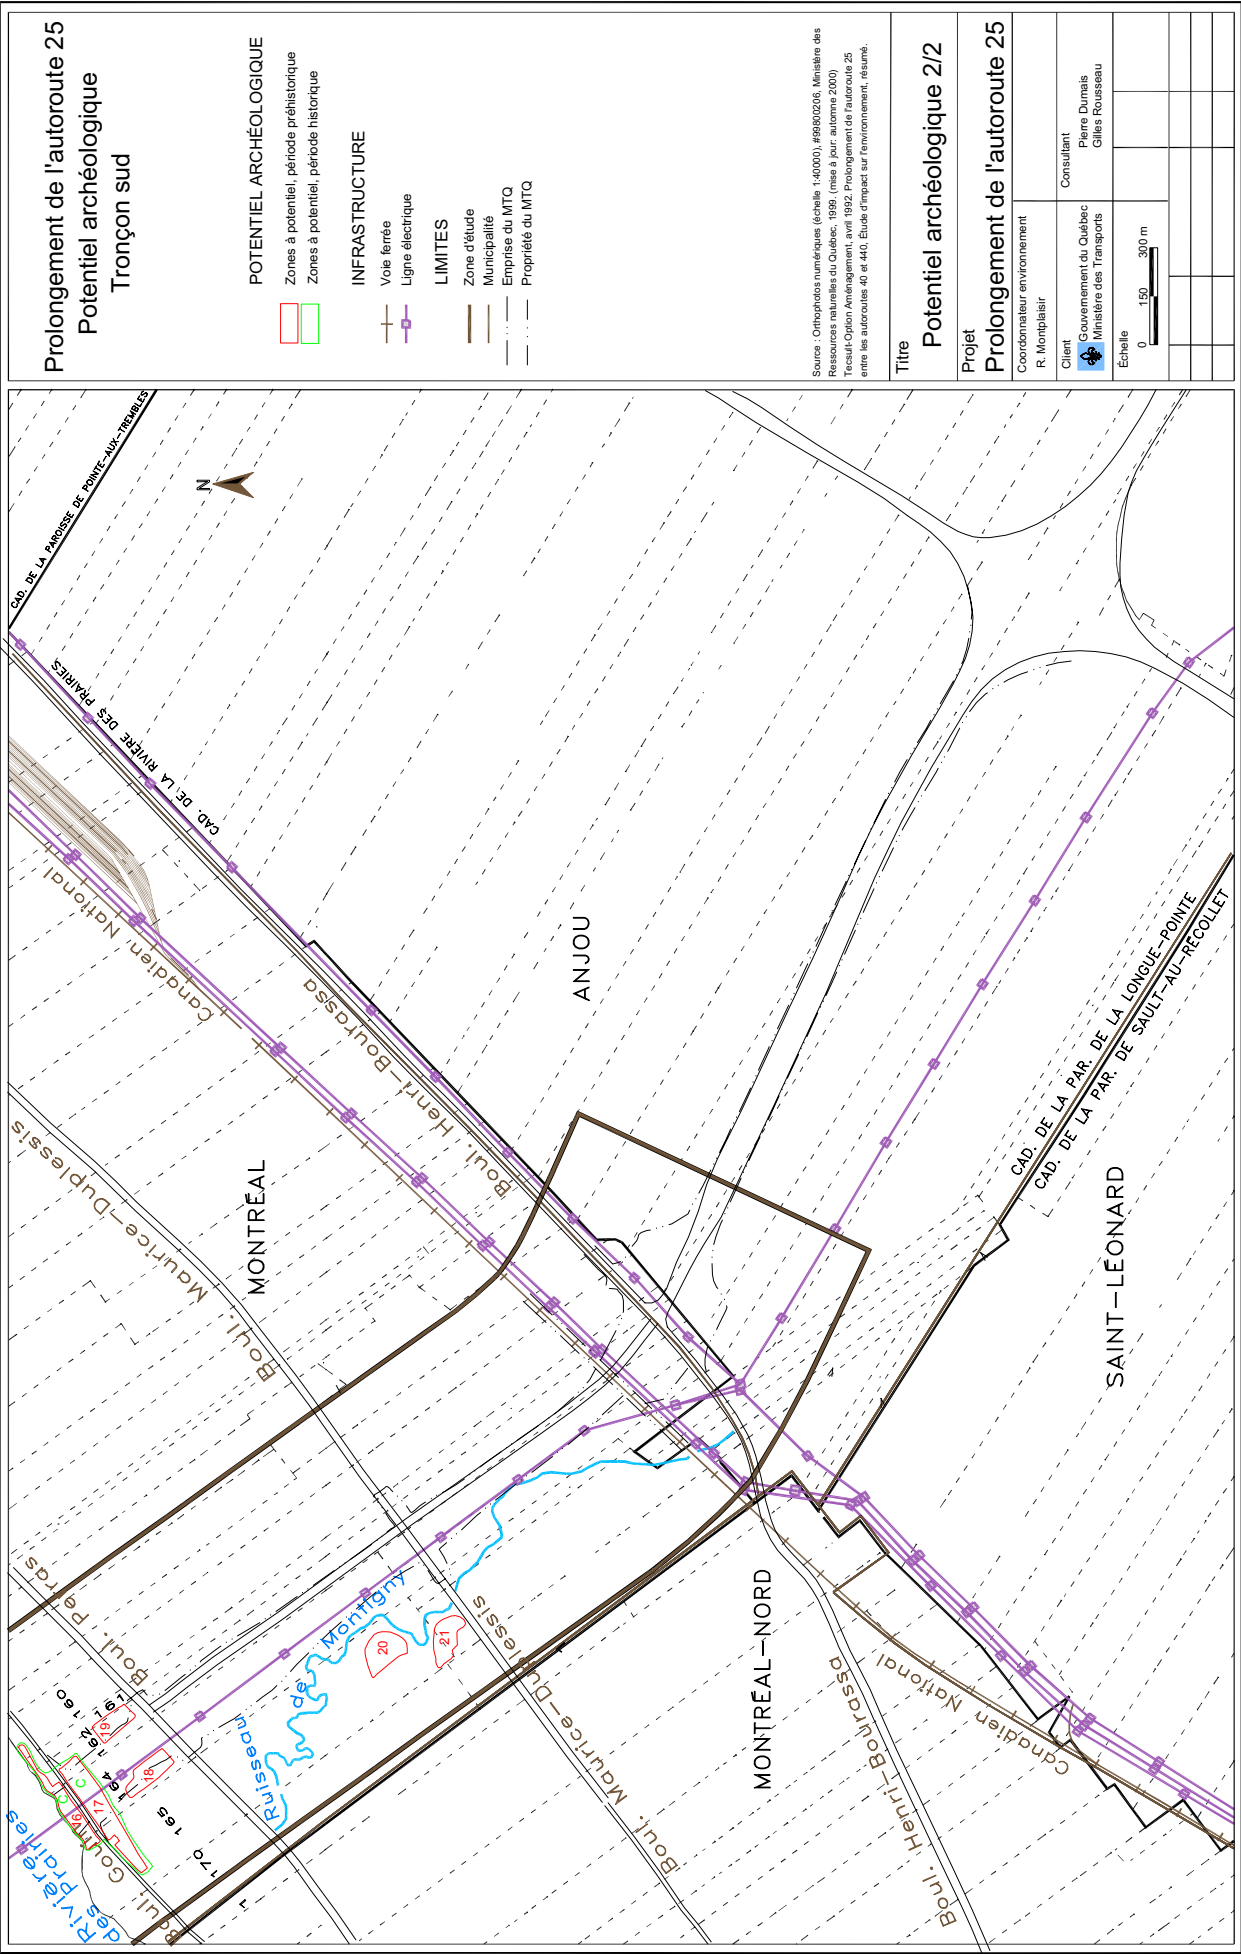 Prolongement de l'autoroute 25
Potentiel archéologique
Tronçon sud
POTENTIEL ARCHÉOLOGIQUE
Zones à potentiel, période préhistorique
Zones à potentiel, période historique
INFRASTRUCTURE
Voie ferrée
Ligne électrique
LIMITES
Zone d'étude
Municipalité
Emprise du MTQ
Propriété du MTQ
Source : Orthophotos numériques (échelle 1:40000), #99800206, Ministère des
Ressources naturelles du Québec, 1999. (mise à jour: automne 2000)
Tecsult-Option Aménagement, avril 1992. Prolongement de l'autoroute 25
entre les autoroutes 40 et 440, Étude d'impact sur l'environnement, résumé.
Titre
Potentiel archéologique 2/2
Projet
Prolongement de l'autoroute 25
Coordonnateur environnement
R. Montplaisir
Client
Gouvernement du Québec
Ministère des Transports
Consultant
Pierre Dumais
Gilles Rousseau
Échelle
0 150 300 m
CAD. DE LA PAROISSE DE POINTE-AUX-TREMBLES
N
CAD. DE LA RIVIÈRE DES PRAIRIES
Canadien National
Boul. Henri-Bourassa
ANJOU
Boul. Maurice-Duplessis
MONTRÉAL
CAD. DE LA PAR. DE LA LONGUE-POINTE
CAD. DE LA PAR. DE SAULT-AU-RÉCOLLET
SAINT-LÉONARD
Boul. Perras
Ruisseau de Montigny
20
21
Boul. Maurice-Duplessis
MONTRÉAL-NORD
Boul. Henri-Bourassa
Canadien National
160
161
162
164
165
170
1
19
18
17
C
C
Rivière
des Prairies
Boul. Gouin